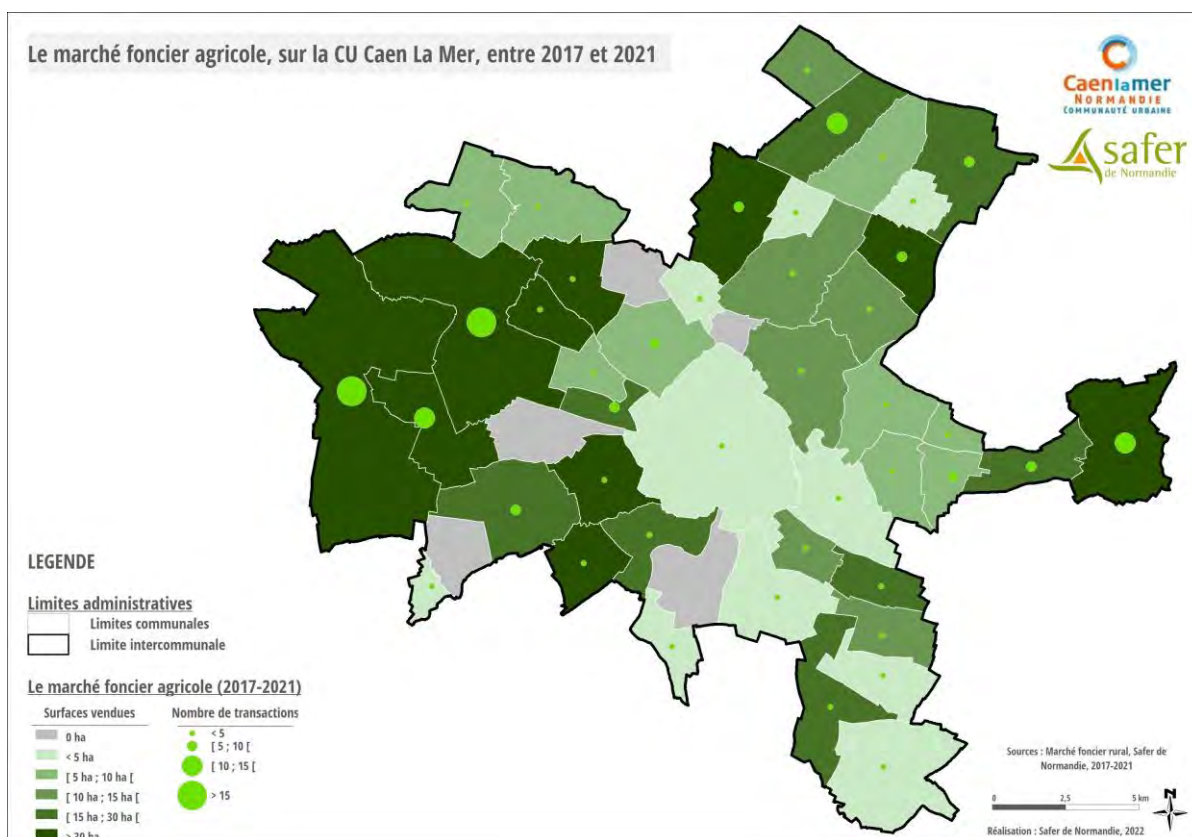 Le marché foncier agricole, sur la CU Caen La Mer, entre 2017 et 2021
Caenlamer
NORMANDIE
COMMUNAUTÉ URBAINE
safer
de Normandie
LEGENDE
Limites administratives
Limites communales
Limite intercommunale
Le marché foncier agricole (2017-2021)
Surfaces vendues
0 ha
< 5 ha
[ 5 ha ; 10 ha [
[ 10 ha ; 15 ha [
[ 15 ha ; 30 ha [
> 30 ha
Nombre de transactions
< 5
[ 5 ; 10 [
[ 10 ; 15 [
> 15
Sources : Marché foncier rural, Safer de
Normandie, 2017-2021
0 2,5 5 km
N
Réalisation : Safer de Normandie, 2022